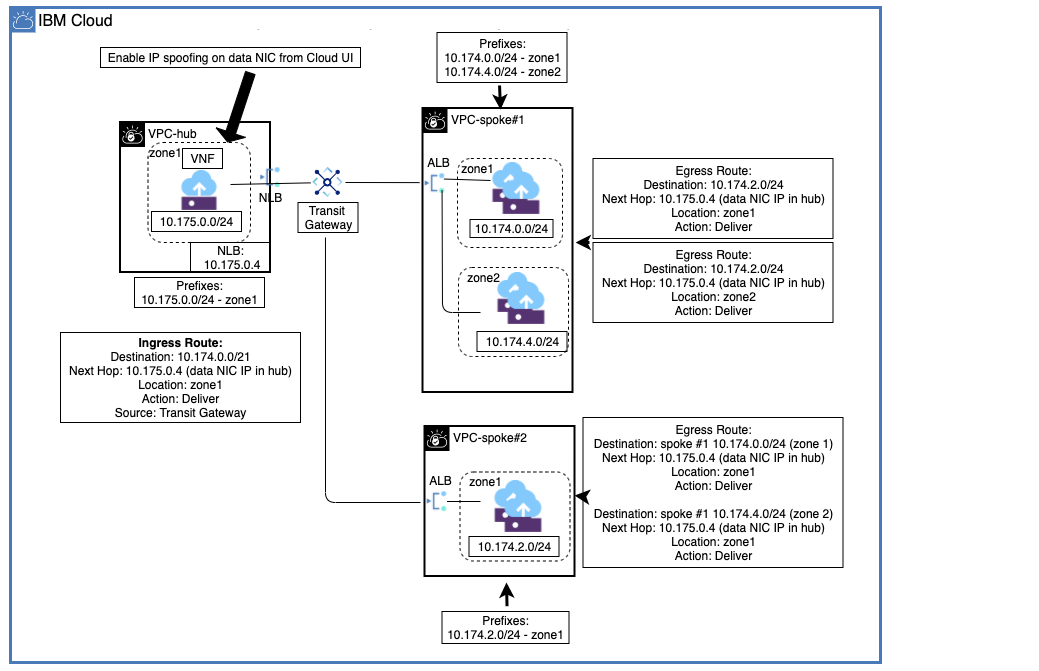 IBM Cloud
Enable IP spoofing on data NIC from Cloud UI
Prefixes:
10.174.0.0/24 - zone1
10.174.4.0/24 - zone2
VPC-hub
zone1
VNF
10.175.0.0/24
NLB
NLB:
10.175.0.4
Prefixes:
10.175.0.0/24 - zone1
Transit
Gateway
VPC-spoke#1
ALB
zone1
10.174.0.0/24
zone2
10.174.4.0/24
Egress Route:
Destination: 10.174.2.0/24
Next Hop: 10.175.0.4 (data NIC IP in hub)
Location: zone1
Action: Deliver
Egress Route:
Destination: 10.174.2.0/24
Next Hop: 10.175.0.4 (data NIC IP in hub)
Location: zone2
Action: Deliver
Ingress Route:
Destination: 10.174.0.0/21
Next Hop: 10.175.0.4 (data NIC IP in hub)
Location: zone1
Action: Deliver
Source: Transit Gateway
VPC-spoke#2
ALB
zone1
10.174.2.0/24
Egress Route:
Destination: spoke #1 10.174.0.0/24 (zone 1)
Next Hop: 10.175.0.4 (data NIC IP in hub)
Location: zone1
Action: Deliver
Destination: spoke #1 10.174.4.0/24 (zone 2)
Next Hop: 10.175.0.4 (data NIC IP in hub)
Location: zone1
Action: Deliver
Prefixes:
10.174.2.0/24 - zone1